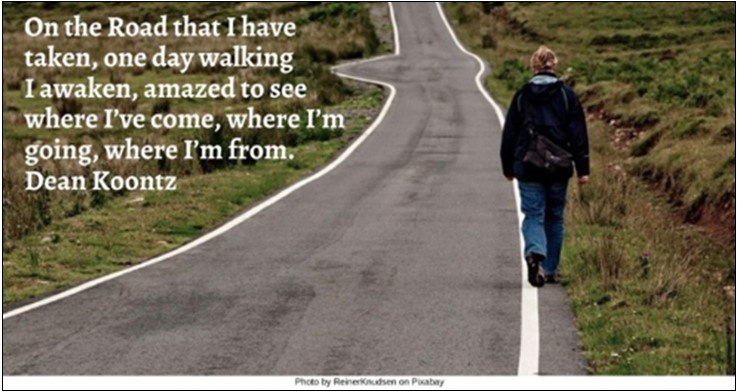 On the Road that I have
taken, one day walking
I awaken, amazed to see
where I've come, where I'm
going, where I'm from.
Dean Koontz
Photo by ReinerKnudsen on Pixabay